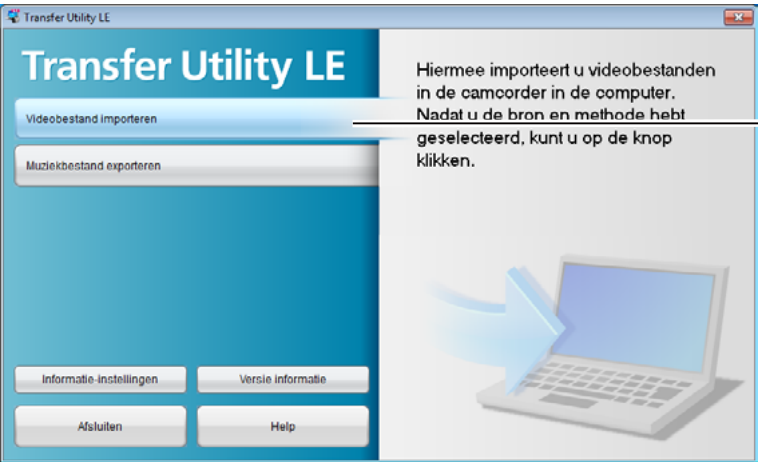 Transfer Utility LE
Transfer Utility LE
Videobestand importeren
Muziekbestand exporteren
Informatie-instellingen
Versie informatie
Afsluiten
Help
Hiermee importeert u videobestanden
in de camcorder in de computer.
Nadat u de bron en methode hebt
geselecteerd, kunt u op de knop
klikken.